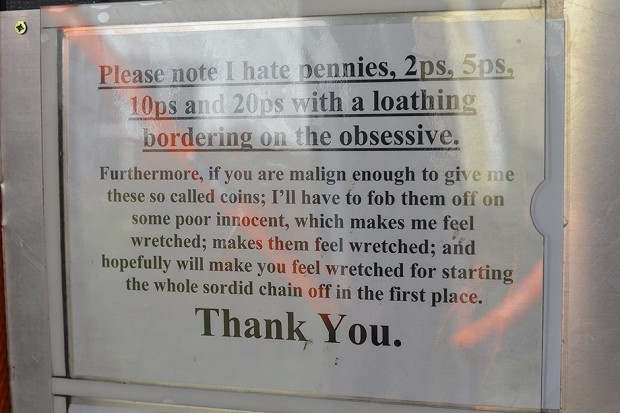 Please note I hate pennies, 2ps, 5ps,
10ps and 20ps with a loathing
bordering on the obsessive.
Furthermore, if you are malign enough to give me
these so called coins; I'll have to fob them off on
some poor innocent, which makes me feel
wretched; makes them feel wretched; and
hopefully will make you feel wretched for starting
the whole sordid chain off in the first place.
Thank You.